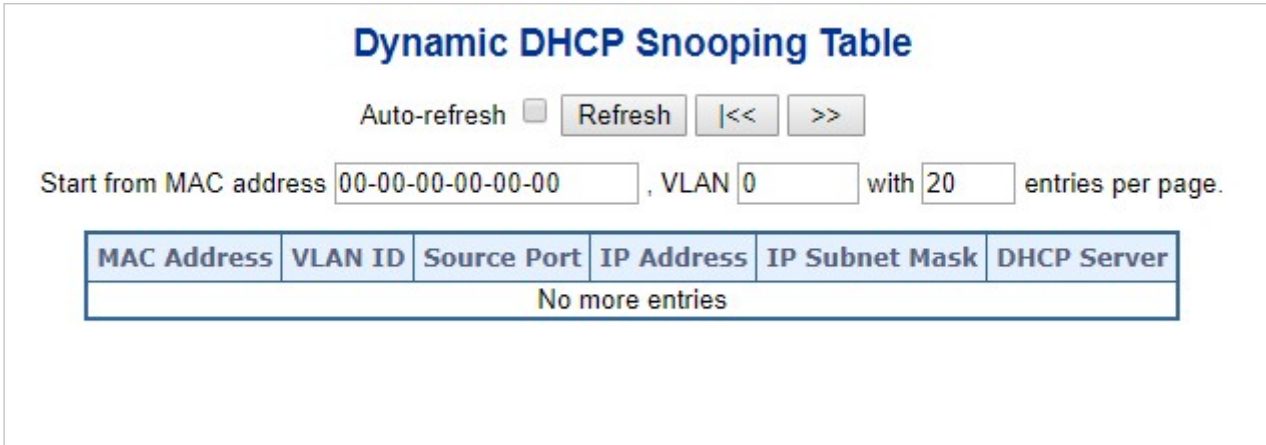 Dynamic DHCP Snooping Table
Auto-refresh Refresh |<< >>
Start from MAC address 00-00-00-00-00-00 , VLAN 0 with 20 entries per page.
MAC Address VLAN ID Source Port IP Address IP Subnet Mask DHCP Server
No more entries